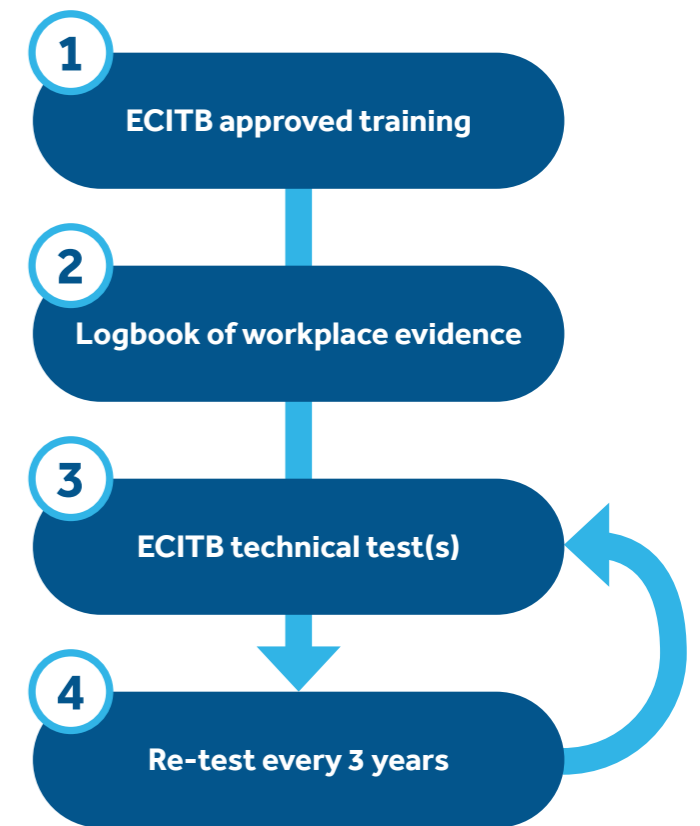 1
ECITB approved training
2
Logbook of workplace evidence
3
ECITB technical test(s)
4
Re-test every 3 years